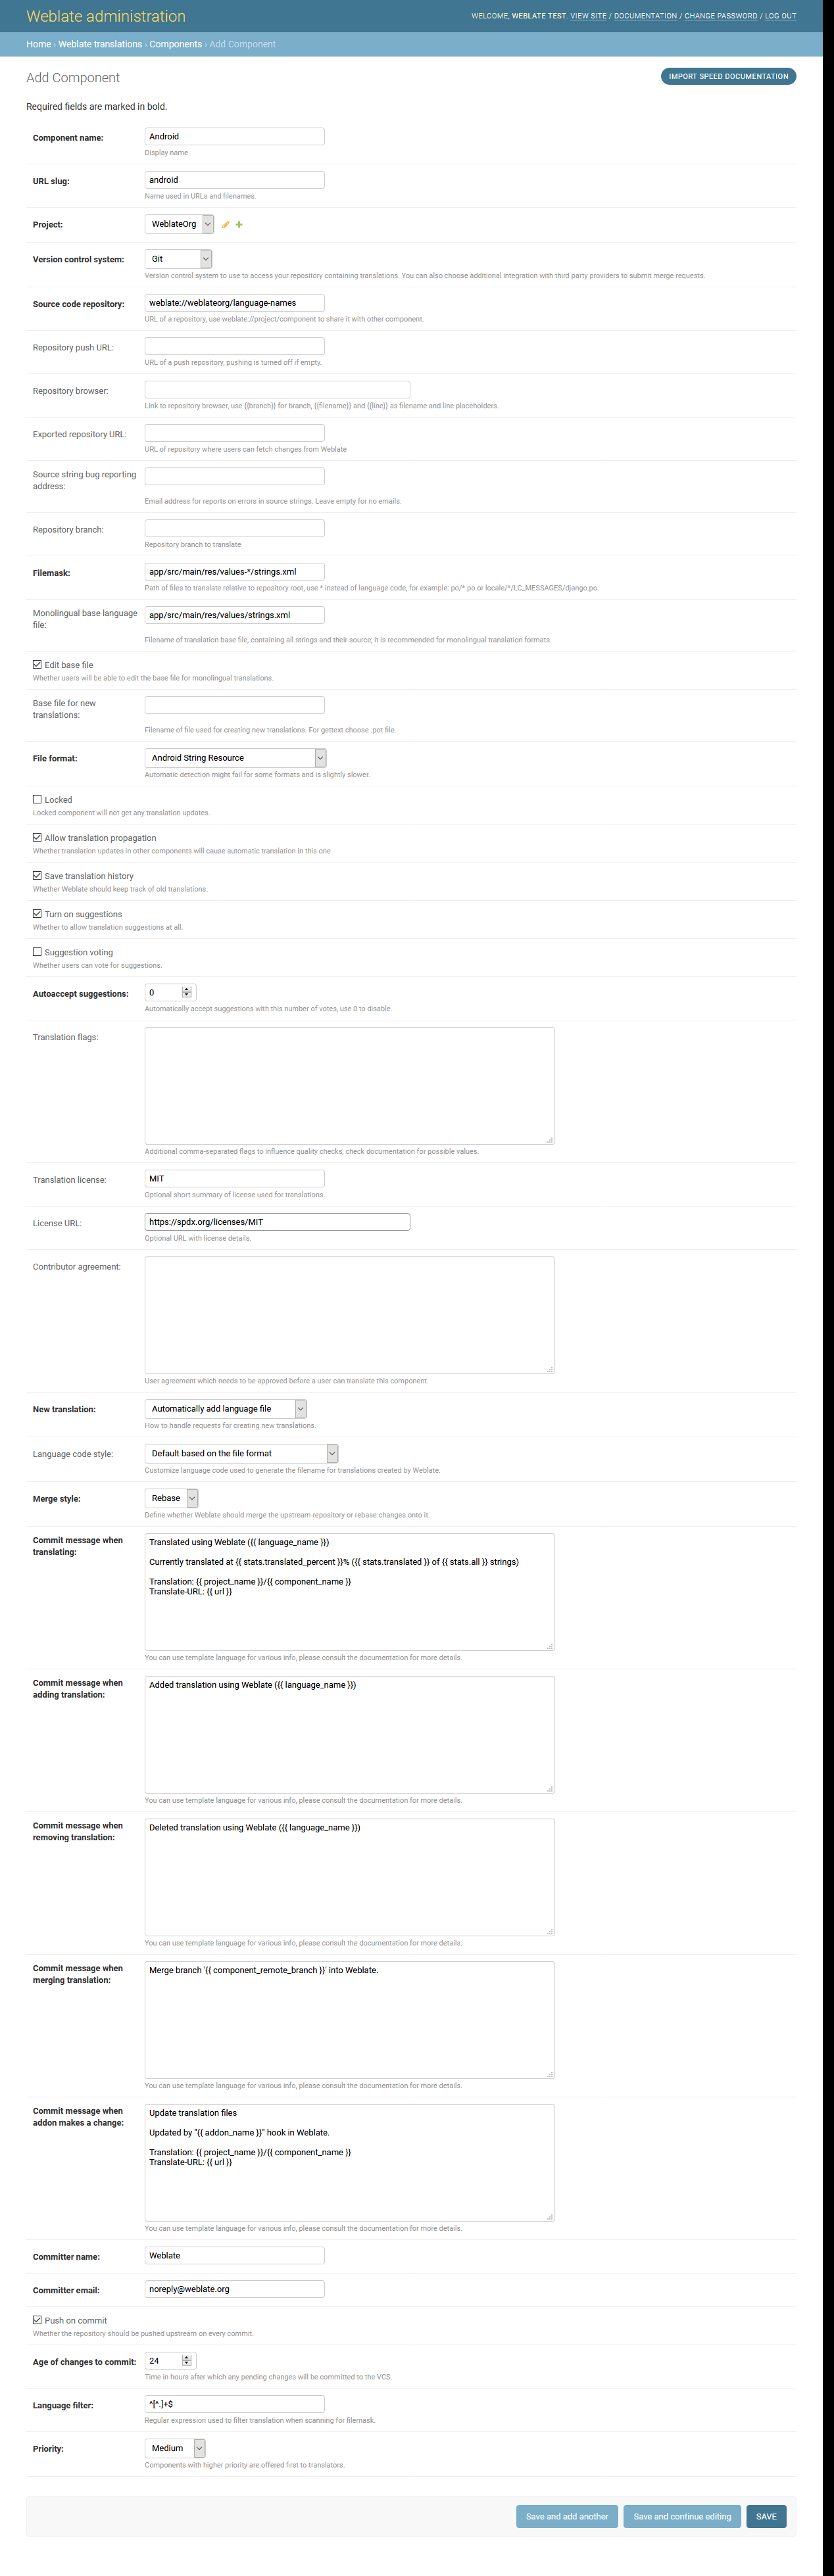 Weblate administration
WELCOME, WEBLATE TEST. VIEW SITE / DOCUMENTATION / CHANGE PASSWORD / LOG OUT
Home › Weblate translations › Components › Add Component
Add Component
IMPORT SPEED DOCUMENTATION
Required fields are marked in bold.
Component name:
Android
Display name
URL slug:
android
Name used in URLs and filenames.
Project:
WeblateOrg
Version control system:
Git
Version control system to use to access your repository containing translations. You can also choose additional integration with third party providers to submit merge requests.
Source code repository:
weblate://weblateorg/language-names
URL of a repository, use weblate://project/component to share it with other component.
Repository push URL:
URL of a push repository, pushing is turned off if empty.
Repository browser:
Link to repository browser, use {{branch}} for branch, {{filename}} and {{line}} as filename and line placeholders.
Exported repository URL:
URL of repository where users can fetch changes from Weblate
Source string bug reporting
address:
Email address for reports on errors in source strings. Leave empty for no emails.
Repository branch:
Repository branch to translate
Filemask:
app/src/main/res/values-*/strings.xml
Path of files to translate relative to repository root, use * instead of language code, for example: po/*.po or locale/*/LC_MESSAGES/django.po.
Monolingual base language
file:
app/src/main/res/values/strings.xml
Filename of translation base file, containing all strings and their source; it is recommended for monolingual translation formats.
Edit base file
Whether users will be able to edit the base file for monolingual translations.
Base file for new
translations:
Filename of file used for creating new translations. For gettext choose .pot file.
File format:
Android String Resource
Automatic detection might fail for some formats and is slightly slower.
Locked
Locked component will not get any translation updates.
Allow translation propagation
Whether translation updates in other components will cause automatic translation in this one
Save translation history
Whether Weblate should keep track of old translations.
Turn on suggestions
Whether to allow translation suggestions at all.
Suggestion voting
Whether users can vote for suggestions.
Autoaccept suggestions:
0
Automatically accept suggestions with this number of votes, use 0 to disable.
Translation flags:
Additional comma-separated flags to influence quality checks, check documentation for possible values.
Translation license:
MIT
Optional short summary of license used for translations.
License URL:
https://spdx.org/licenses/MIT
Optional URL with license details.
Contributor agreement:
User agreement which needs to be approved before a user can translate this component.
New translation:
Automatically add language file
How to handle requests for creating new translations.
Language code style:
Default based on the file format
Customize language code used to generate the filename for translations created by Weblate.
Merge style:
Rebase
Define whether Weblate should merge the upstream repository or rebase changes onto it.
Commit message when
translating:
Translated using Weblate ({{ language_name }})
Currently translated at {{ stats.translated_percent }}% ({{ stats.translated }} of {{ stats.all }} strings)
Translation: {{ project_name }}/{{ component_name }}
Translate-URL: {{ url }}
You can use template language for various info, please consult the documentation for more details.
Commit message when
adding translation:
Added translation using Weblate ({{ language_name }})
You can use template language for various info, please consult the documentation for more details.
Commit message when
removing translation:
Deleted translation using Weblate ({{ language_name }})
You can use template language for various info, please consult the documentation for more details.
Commit message when
merging translation:
Merge branch '{{ component_remote_branch }}' into Weblate.
You can use template language for various info, please consult the documentation for more details.
Commit message when
addon makes a change:
Update translation files
Updated by "{{ addon_name }}" hook in Weblate.
Translation: {{ project_name }}/{{ component_name }}
Translate-URL: {{ url }}
You can use template language for various info, please consult the documentation for more details.
Committer name:
Weblate
Committer email:
noreply@weblate.org
Push on commit
Whether the repository should be pushed upstream on every commit.
Age of changes to commit:
24
Time in hours after which any pending changes will be committed to the VCS.
Language filter:
^[^.]+$
Regular expression used to filter translation when scanning for filemask.
Priority:
Medium
Components with higher priority are offered first to translators.
Save and add another
Save and continue editing
SAVE